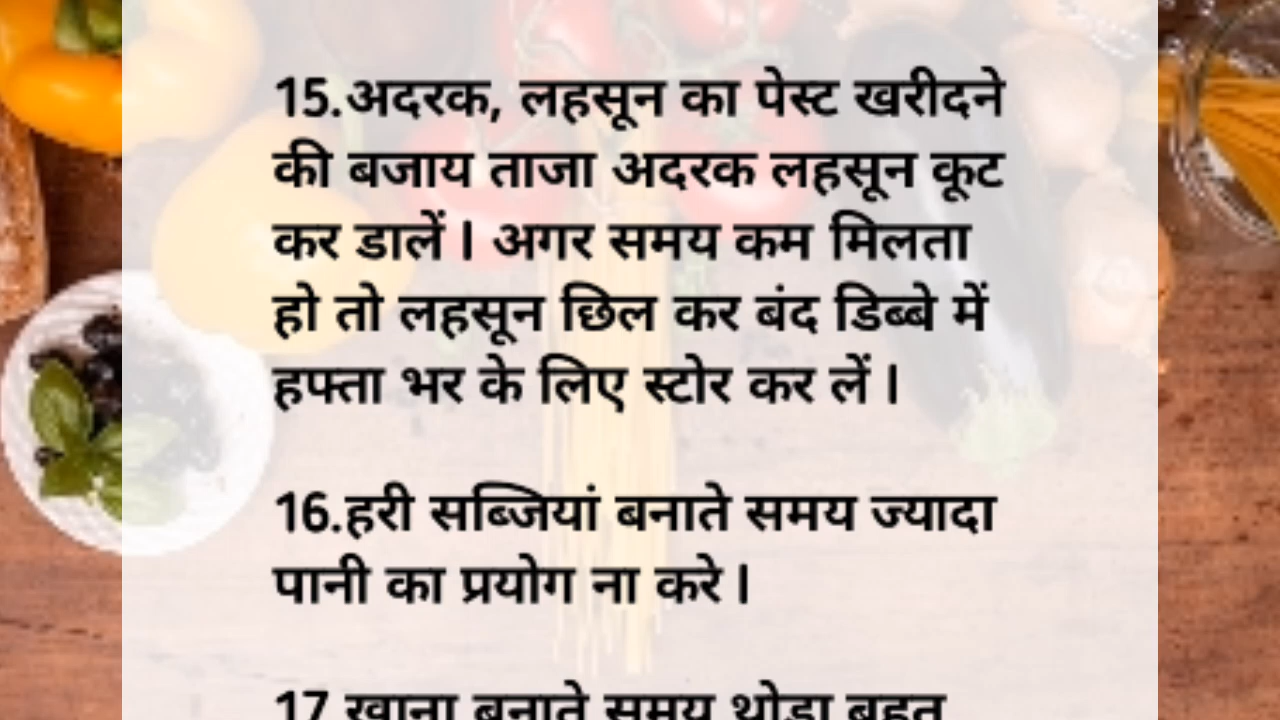 15.अदरक, लहसून का पेस्ट खरीदने
की बजाय ताजा अदरक लहसून कूट
कर डालें । अगर समय कम मिलता
हो तो लहसून छिल कर बंद डिब्बे में
हफ्ता भर के लिए स्टोर कर लें ।
16.हरी सब्जियां बनाते समय ज्यादा
पानी का प्रयोग ना करे ।
17.खाना बनाते समय थोड़ा बहुत